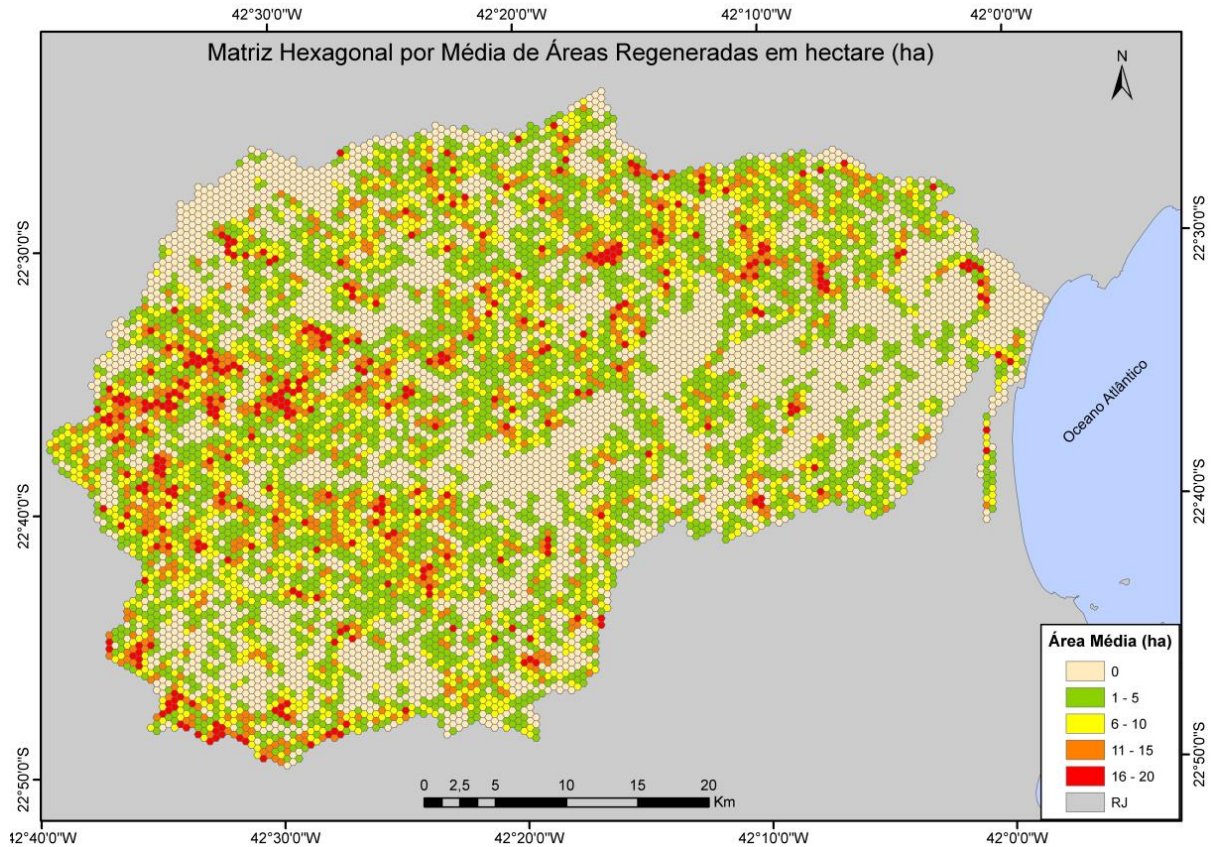 42°30'0"W 42°20'0"W 42°10'0"W 42°0'0"W
Matriz Hexagonal por Média de Áreas Regeneradas em hectare (ha)
N
22°30'0"S
22°30'0"S
Oceano Atlântico
22°40'0"S
22°40'0"S
Área Média (ha)
0
1 - 5
6 - 10
11 - 15
16 - 20
RJ
22°50'0"S
22°50'0"S
0 2,5 5 10 15 20
Km
42°40'0"W 42°30'0"W 42°20'0"W 42°10'0"W 42°0'0"W